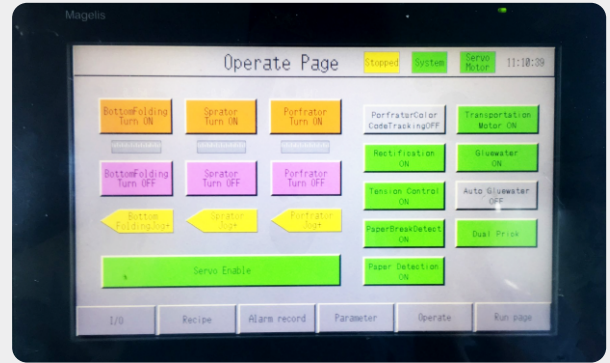 Magelis
Operate Page
Stopped
System
Servo
Motor
11:10:39
BottomFolding
Turn ON
Sprator
Turn ON
Porfrator
Turn ON
PorfratorColor
CodeTrackingOFF
Transportation
Motor ON
Rectification
ON
Gluewater
ON
BottomFolding
Turn OFF
Sprator
Turn OFF
Porfrator
Turn OFF
Tension Control
ON
Auto Gluewater
OFF
Bottom
FoldingJog+
Sprator
Jog+
Porfrator
Jog+
PaperBreakDetect
ON
Dual Prick
Servo Enable
Paper Detection
ON
I/O
Recipe
Alarm record
Parameter
Operate
Run page